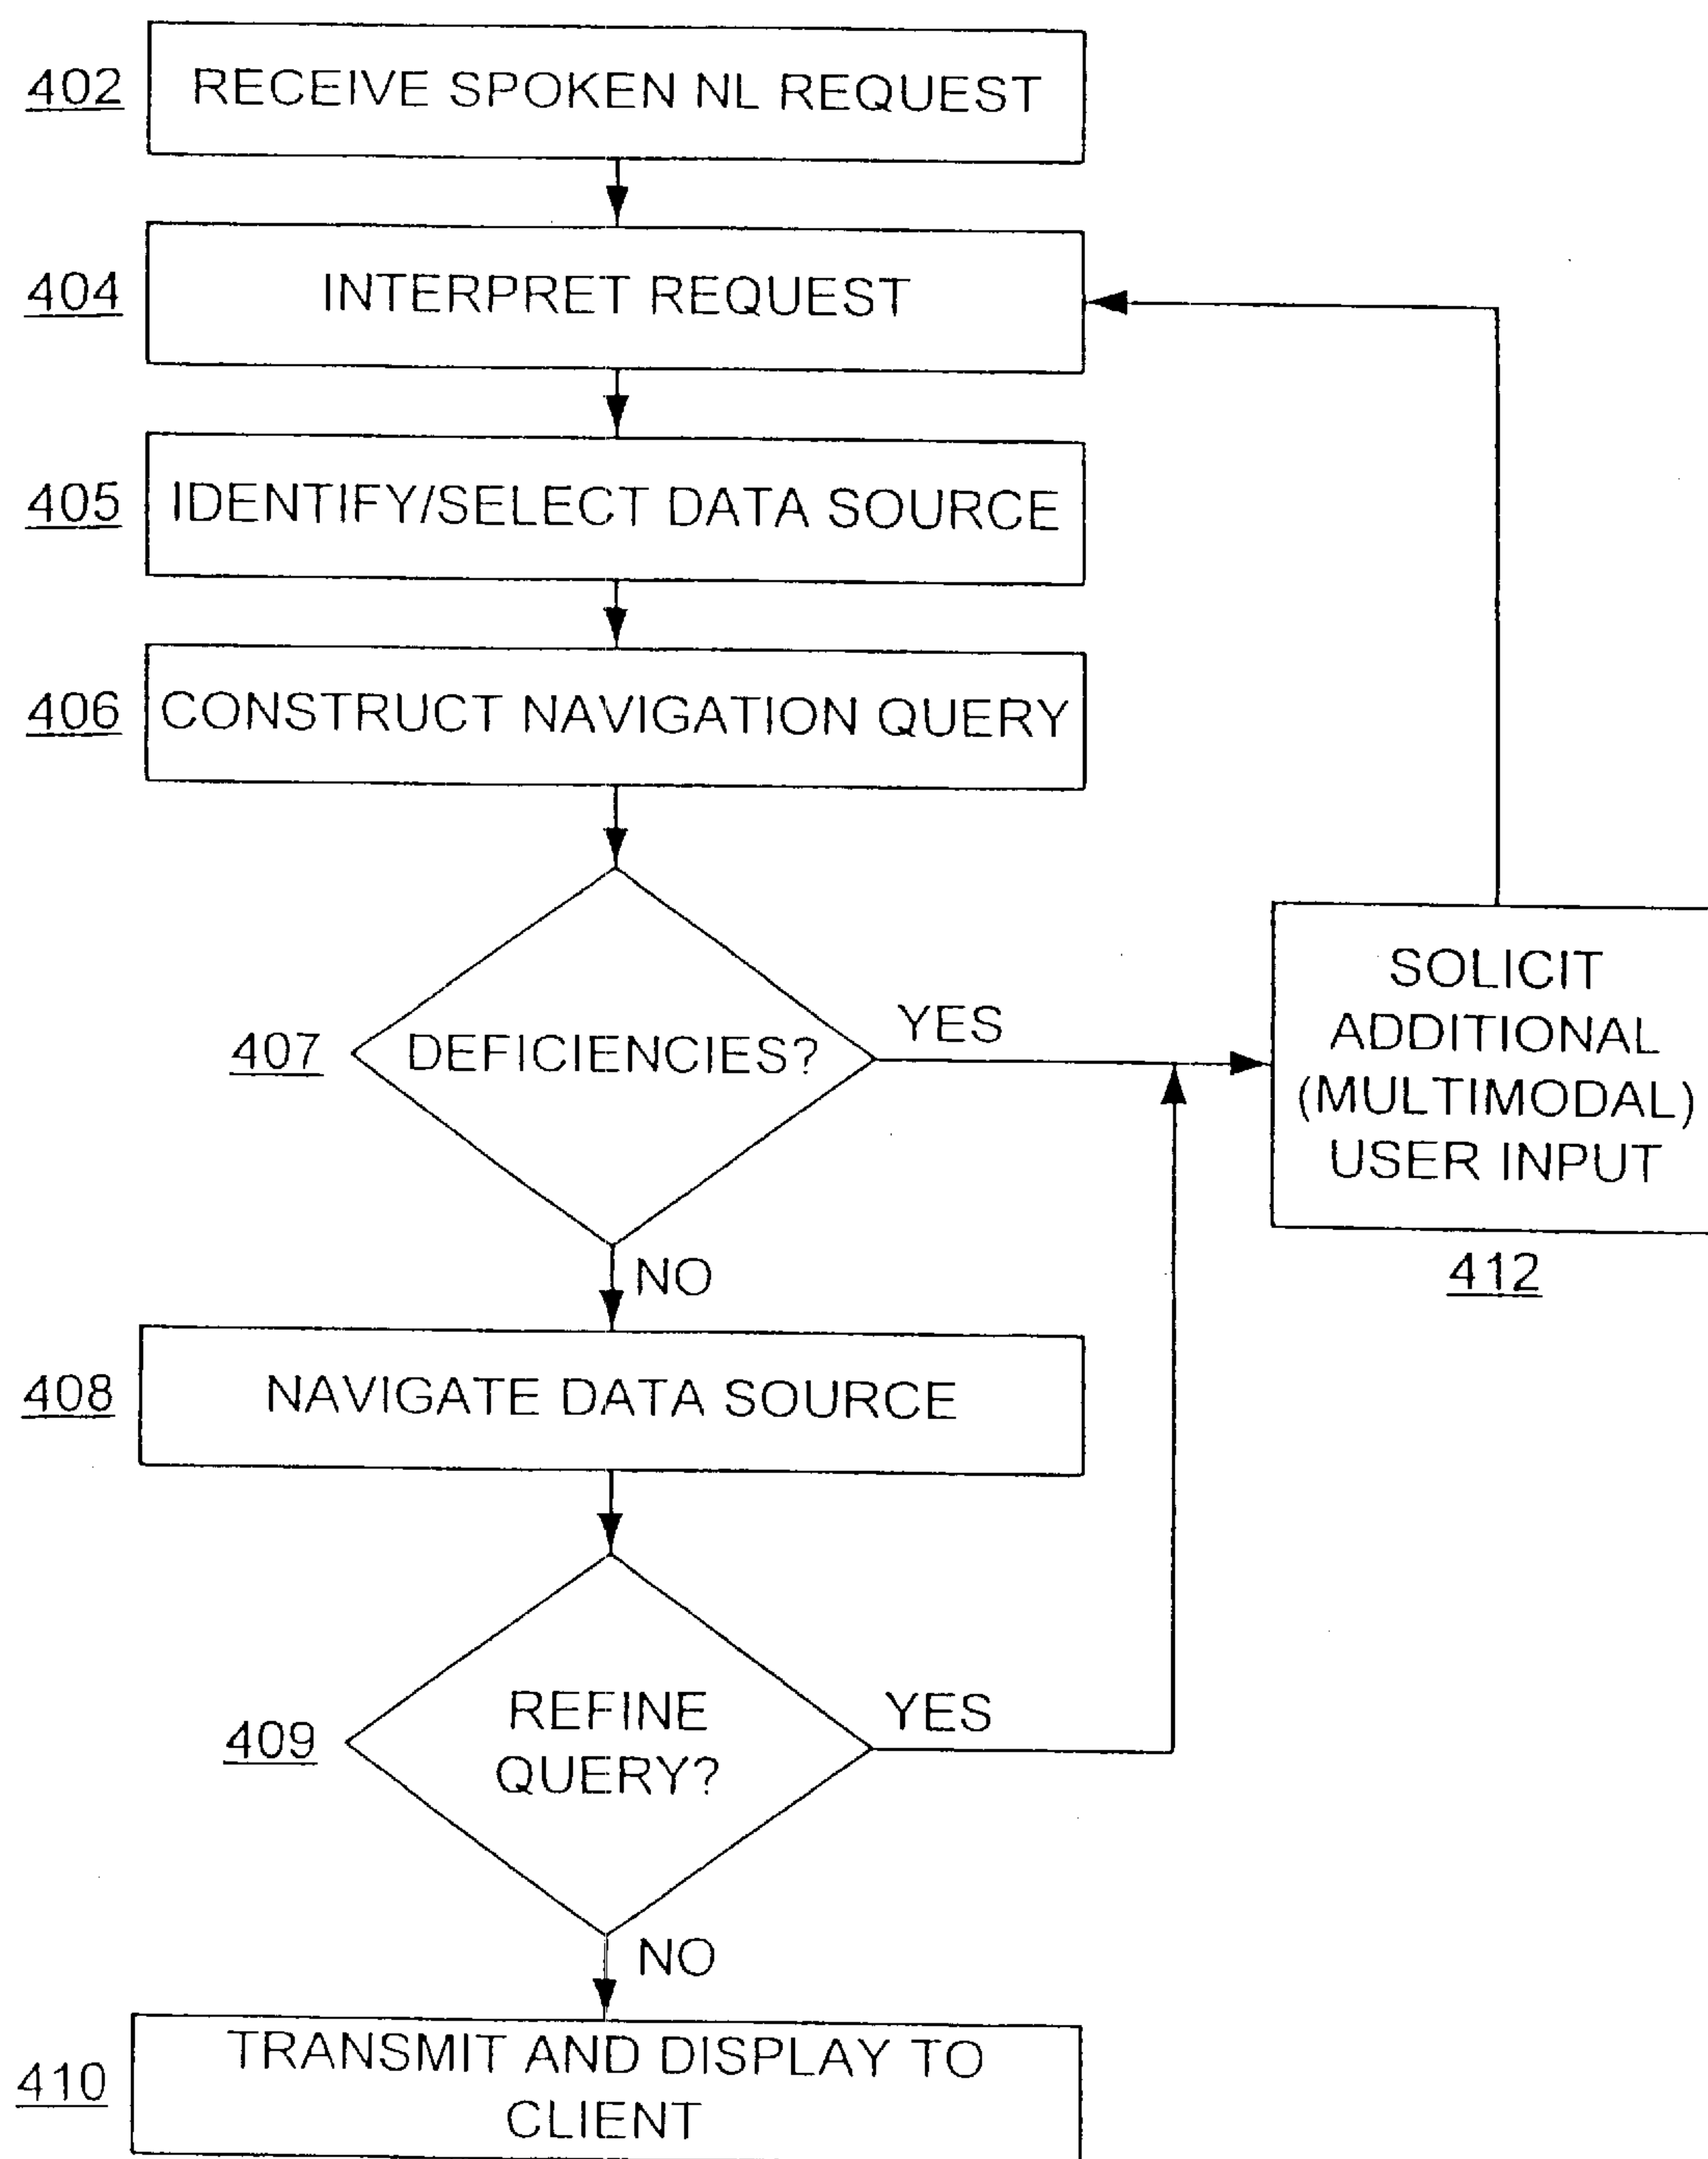 402 RECEIVE SPOKEN NL REQUEST
404 INTERPRET REQUEST
405 IDENTIFY/SELECT DATA SOURCE
406 CONSTRUCT NAVIGATION QUERY
407 DEFICIENCIES? YES
SOLICIT
ADDITIONAL
(MULTIMODAL)
USER INPUT
412
NO
408 NAVIGATE DATA SOURCE
409 REFINE
QUERY?
YES
NO
410 TRANSMIT AND DISPLAY TO
CLIENT